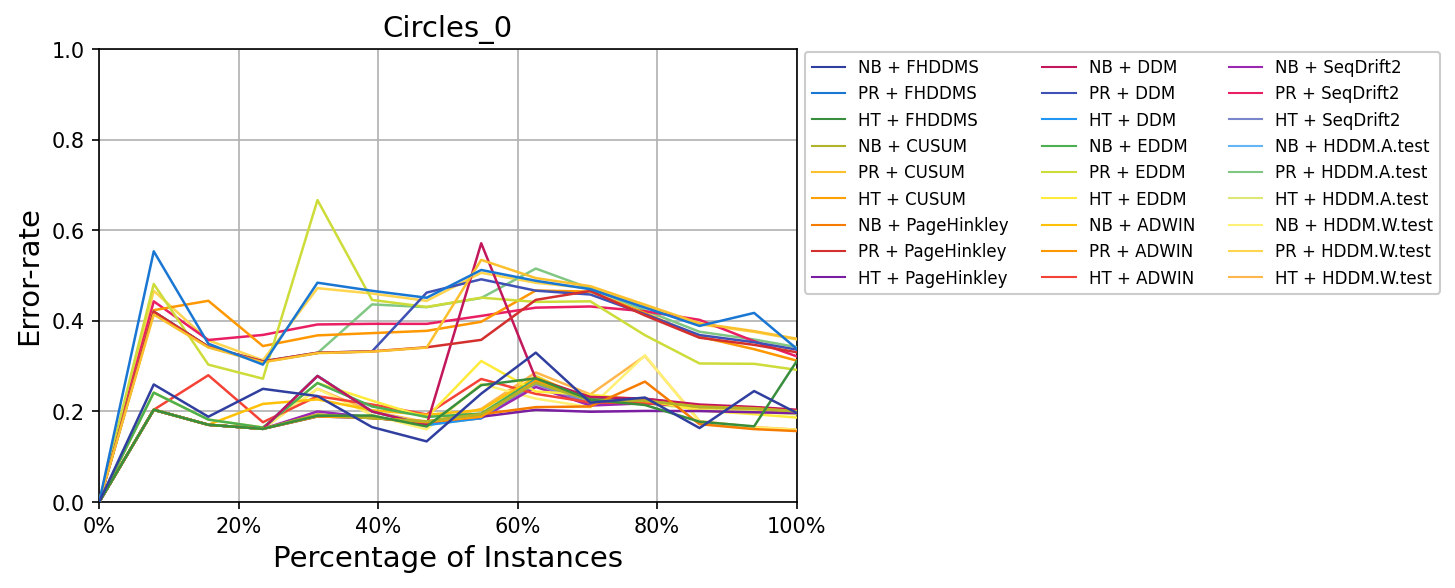 Circles_0
1.0
0.8
0.6
0.4
0.2
0.0
Error-rate
0%
20%
40%
60%
80%
100%
Percentage of Instances
NB + FHDDMS
PR + FHDDMS
HT + FHDDMS
NB + CUSUM
PR + CUSUM
HT + CUSUM
NB + PageHinkley
PR + PageHinkley
HT + PageHinkley
NB + DDM
PR + DDM
HT + DDM
NB + EDDM
PR + EDDM
HT + EDDM
NB + ADWIN
PR + ADWIN
HT + ADWIN
NB + SeqDrift2
PR + SeqDrift2
HT + SeqDrift2
NB + HDDM.A.test
PR + HDDM.A.test
HT + HDDM.A.test
NB + HDDM.W.test
PR + HDDM.W.test
HT + HDDM.W.test